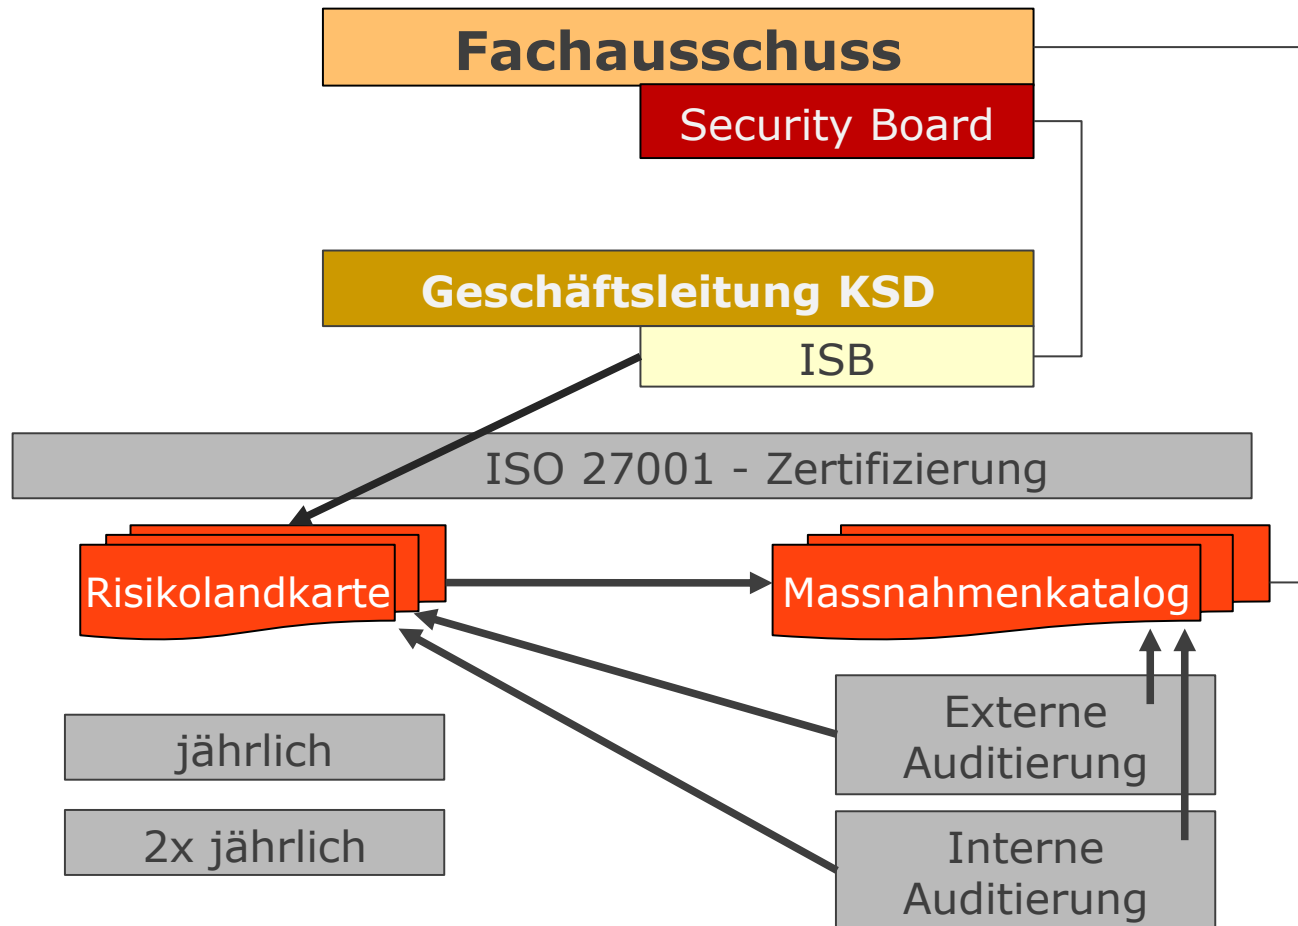 Fachausschuss
Security Board
Geschäftsleitung KSD
ISB
ISO 27001 - Zertifizierung
Risikolandkarte
Massnahmenkatalog
jährlich
Externe
Auditierung
2x jährlich
Interne
Auditierung